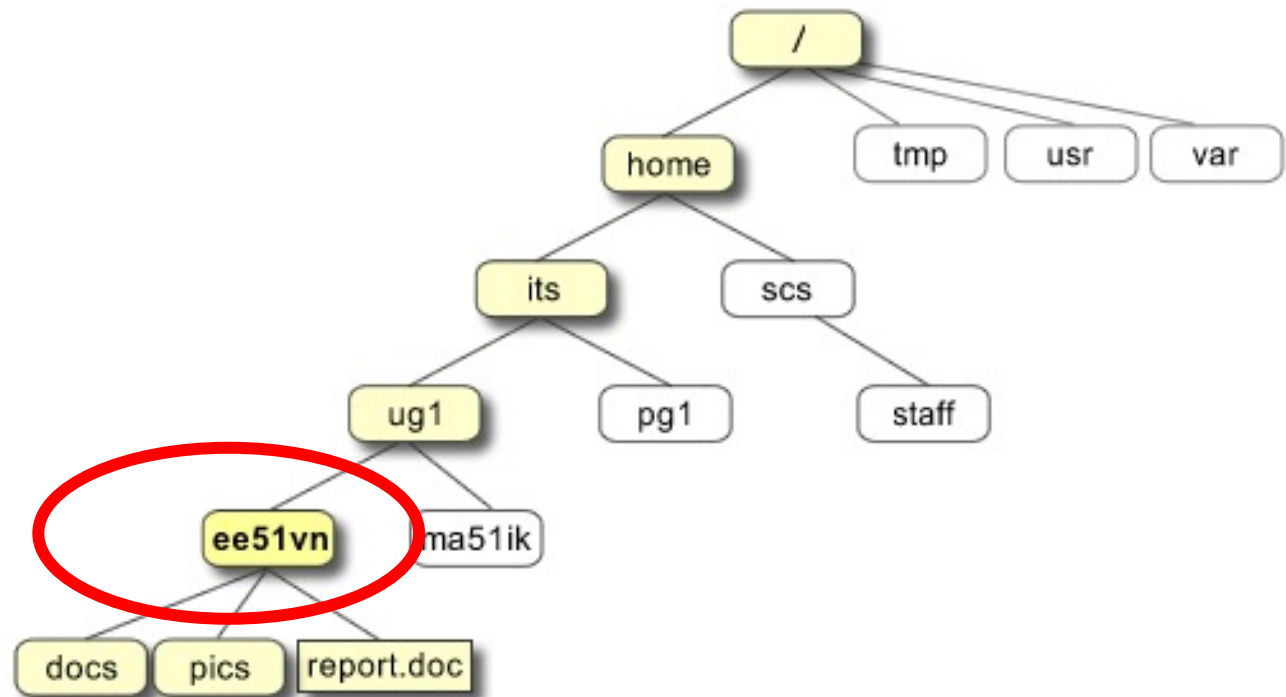 /
home
tmp
usr
var
its
scs
ug1
pg1
staff
ee51vn
ma51ik
docs
pics
report.doc